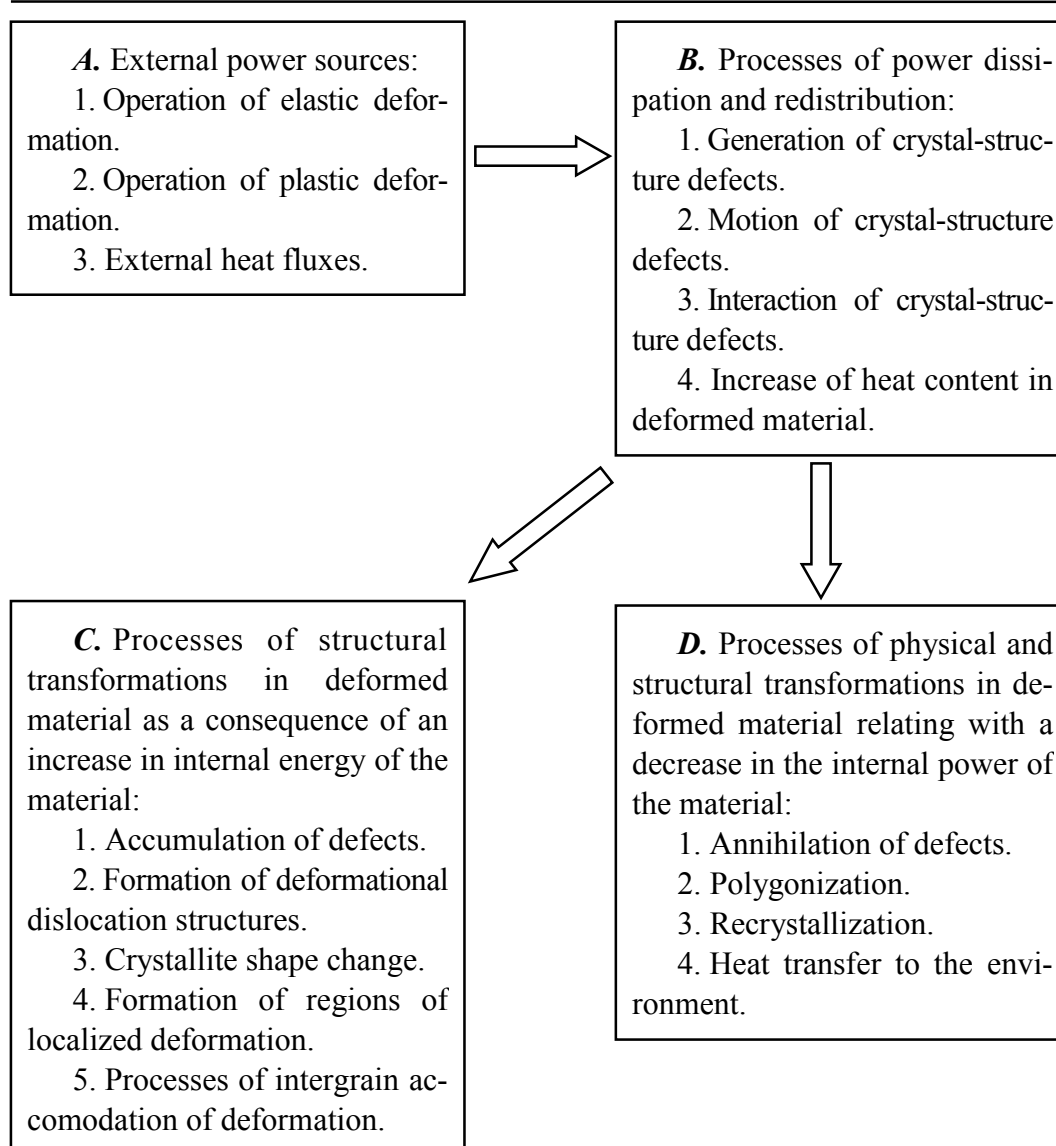 A. External power sources:
1. Operation of elastic defor-
mation.
2. Operation of plastic defor-
mation.
3. External heat fluxes.
B. Processes of power dissi-
pation and redistribution:
1. Generation of crystal-struc-
ture defects.
2. Motion of crystal-structure
defects.
3. Interaction of crystal-struc-
ture defects.
4. Increase of heat content in
deformed material.
C. Processes of structural
transformations in deformed
material as a consequence of an
increase in internal energy of the
material:
1. Accumulation of defects.
2. Formation of deformational
dislocation structures.
3. Crystallite shape change.
4. Formation of regions of
localized deformation.
5. Processes of intergrain ac-
comodation of deformation.
D. Processes of physical and
structural transformations in de-
formed material relating with a
decrease in the internal power of
the material:
1. Annihilation of defects.
2. Polygonization.
3. Recrystallization.
4. Heat transfer to the envi-
ronment.